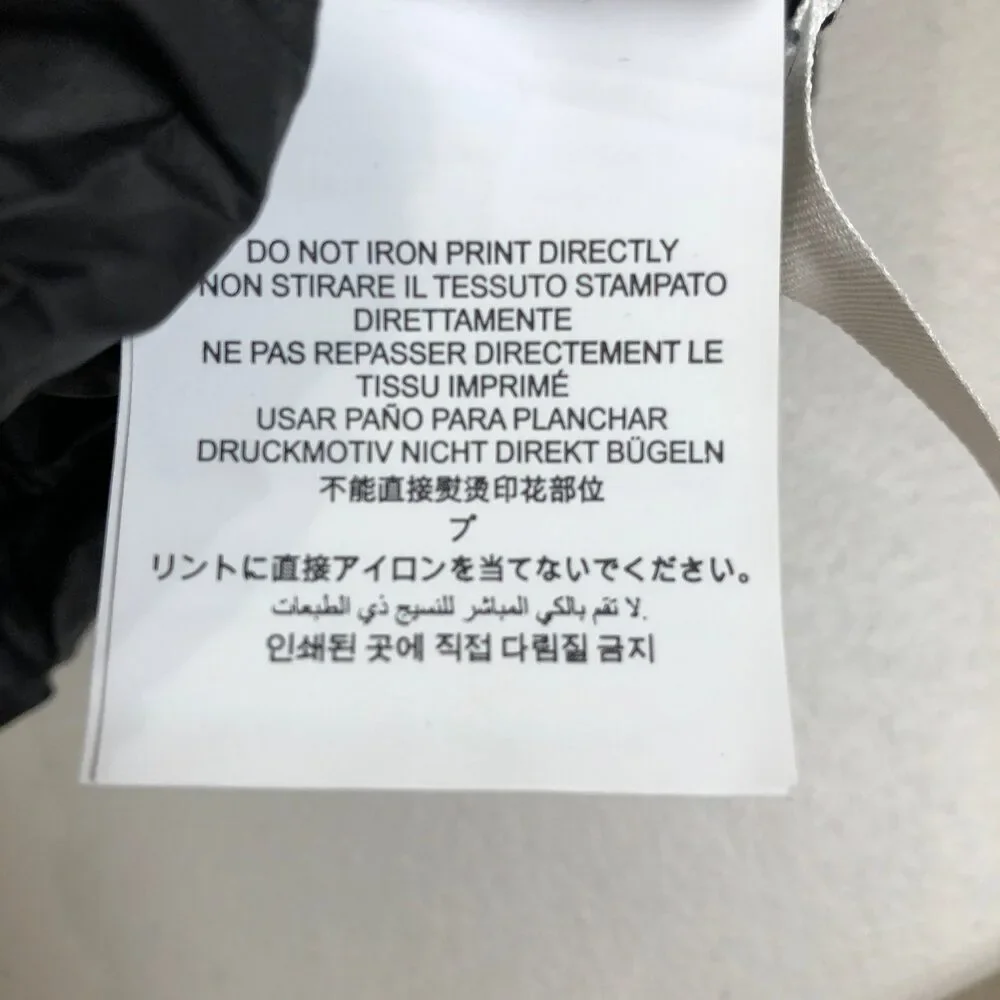 DO NOT IRON PRINT DIRECTLY
NON STIRARE IL TESSUTO STAMPATO
DIRETTAMENTE
NE PAS REPASSER DIRECTEMENT LE
TISSU IMPRIMÉ
USAR PAÑO PARA PLANCHAR
DRUCKMOTIV NICHT DIREKT BÜGELN
不能直接熨烫印花部位
プ
リントに直接アイロンを当てないでください。
لا تقم بالكي المباشر للنسيج ذي الطبعات.
인쇄된 곳에 직접 다림질 금지